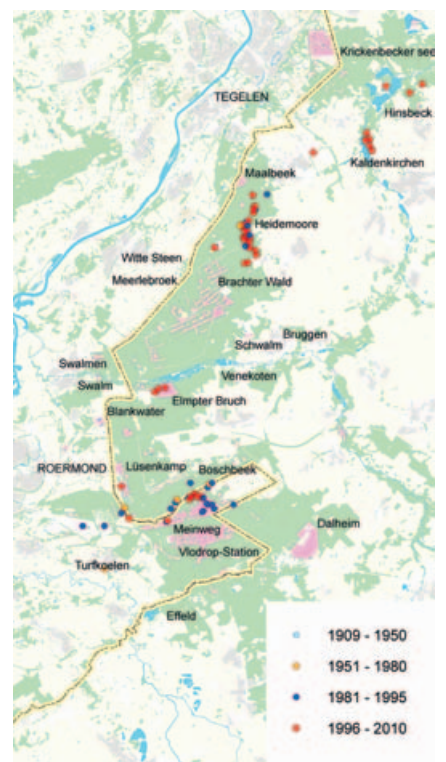 Krickenbecker see
TEGELEN
Hinsbeck
Kaldenkirchen
Maalbeek
Heidemoore
Witte Steen
Meerlebroek
Brachter Wald
Bruggen
Schwalm
Swalmen
Venekoten
Swalm
Elmpter Bruch
Blankwater
ROERMOND
Lüsenkamp
Boschbeek
Meinweg
Dalheim
Vlodrop-Station
Turfkoelen
Effeld
1909 - 1950
1951 - 1980
1981 - 1995
1996 - 2010